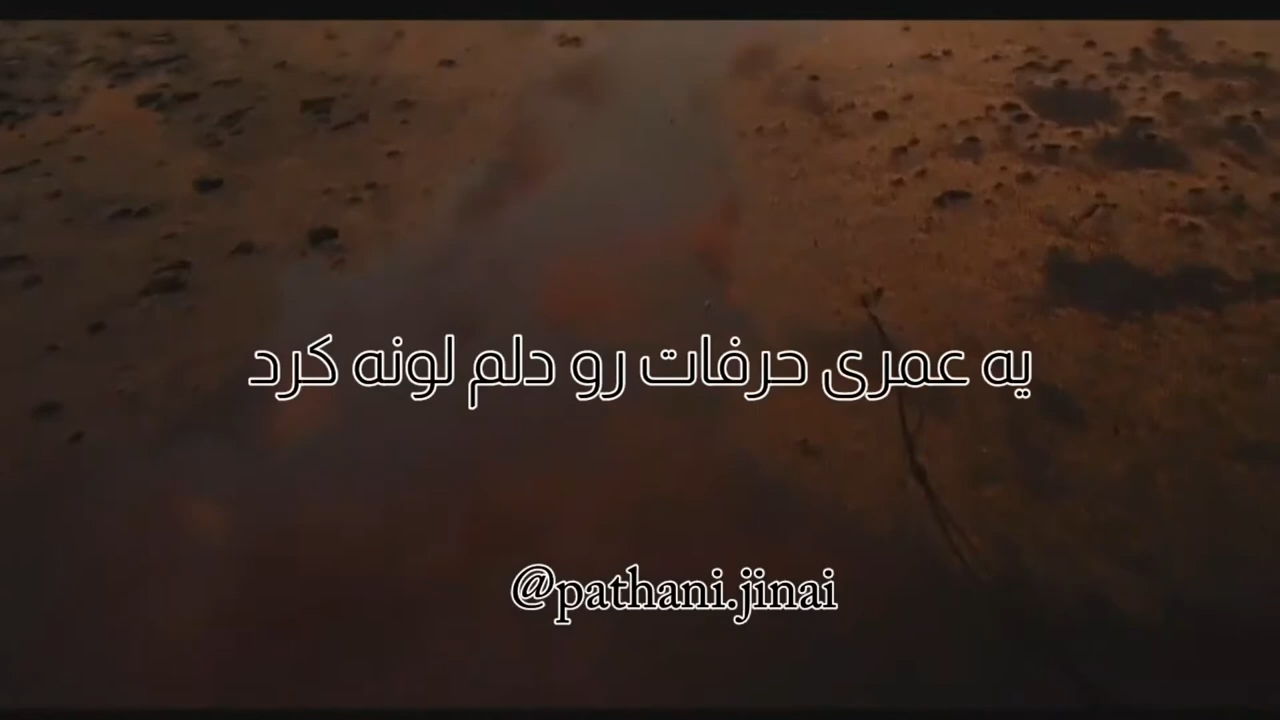 یه عمری حرفات رو دلم لونه کرد
@pathani.jinai